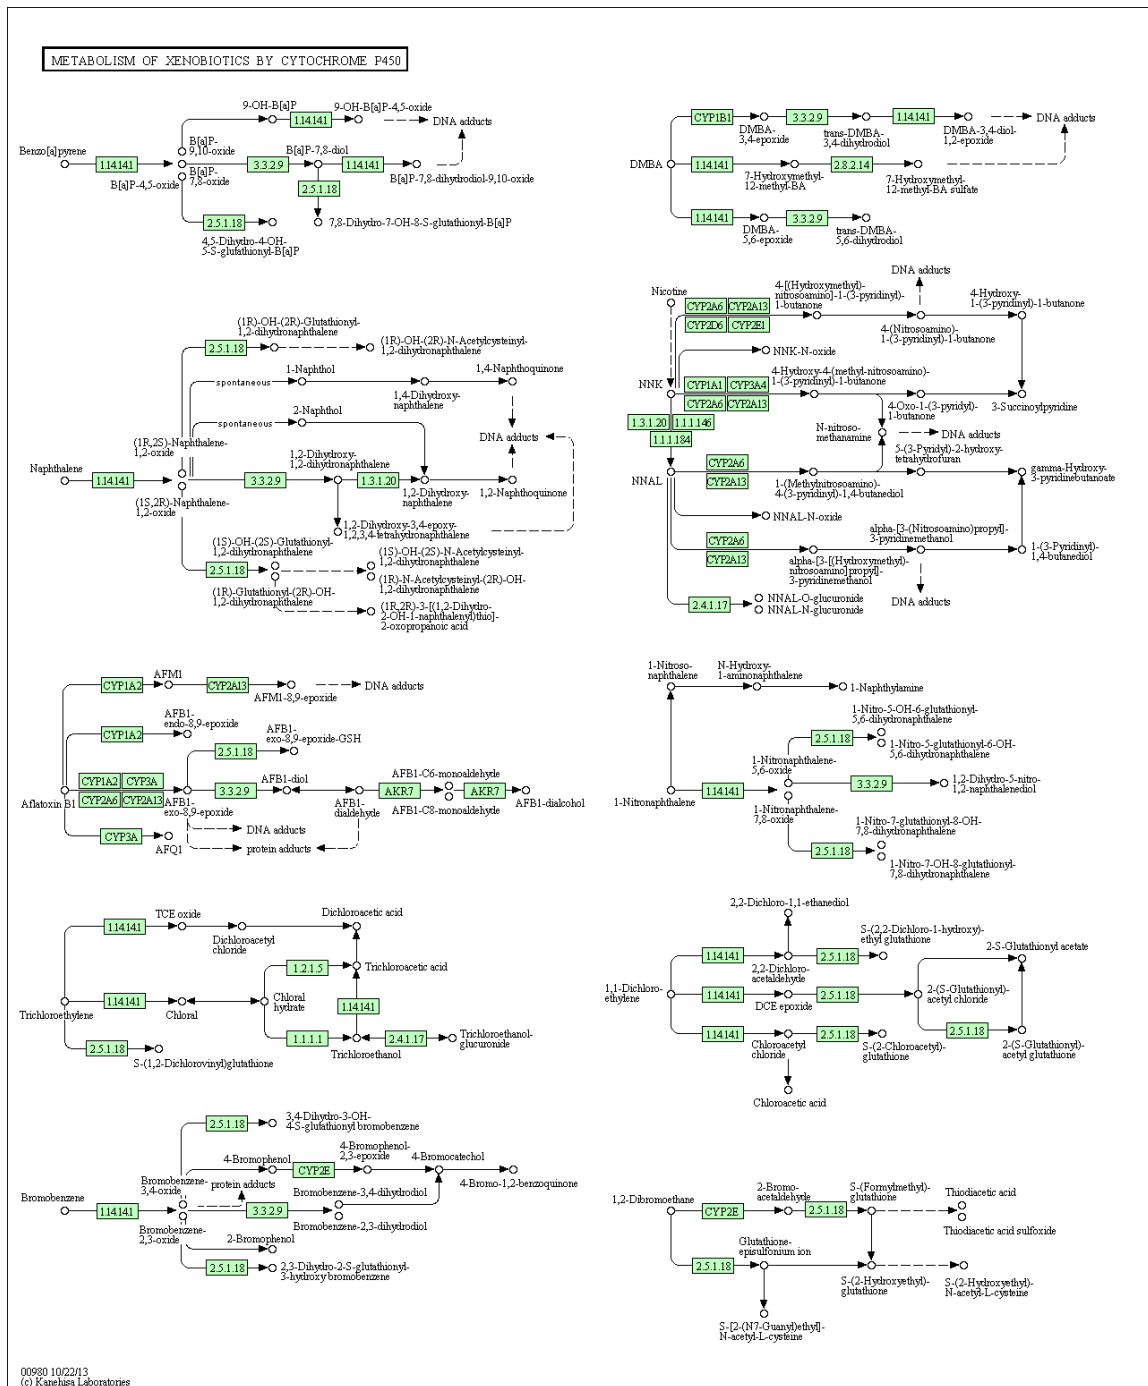 METABOLISM OF XENOBIOTICS BY CYTOCHROME P450
9-OH-B[a]P
9-OH-B[a]P-4,5-oxide
1.14.14.1
DNA adducts
B[a]P-
9,10-oxide
Benzo[a]pyrene
1.14.14.1
B[a]P-4,5-oxide
B[a]P-
7,8-oxide
3.3.2.9
B[a]P-7,8-diol
1.14.14.1
B[a]P-7,8-dihydrodiol-9,10-oxide
2.5.1.18
7,8-Dihydro-7-OH-8-S-glutathionyl-B[a]P
2.5.1.18
4,5-Dihydro-4-OH-
5-S-glutathionyl-B[a]P
CYP1B1
DMBA-
3,4-epoxide
3.3.2.9
trans-DMBA-
3,4-dihydrodiol
1.14.14.1
DMBA-3,4-diol-
1,2-epoxide
DNA adducts
DMBA
1.14.14.1
7-Hydroxymethyl-
12-methyl-BA
2.8.2.14
7-Hydroxymethyl-
12-methyl-BA sulfate
1.14.14.1
DMBA-
5,6-epoxide
3.3.2.9
trans-DMBA-
5,6-dihydrodiol
(1R)-OH-(2R)-Glutathionyl-
1,2-dihydronaphthalene
2.5.1.18
(1R)-OH-(2R)-N-Acetylcysteinyl-
1,2-dihydronaphthalene
spontaneous
1-Naphthol
1,4-Dihydroxy-
naphthalene
1,4-Naphthoquinone
spontaneous
2-Naphthol
DNA adducts
(1R,2S)-Naphthalene-
1,2-oxide
Naphthalene
1.14.14.1
(1S,2R)-Naphthalene-
1,2-oxide
3.3.2.9
1,2-Dihydroxy-
1,2-dihydronaphthalene
1.3.1.20
1,2-Dihydroxy-
naphthalene
1,2-Naphthoquinone
1,2-Dihydroxy-3,4-epoxy-
1,2,3,4-tetrahydronaphthalene
(1S)-OH-(2S)-Glutathionyl-
1,2-dihydronaphthalene
2.5.1.18
(1S)-OH-(2S)-N-Acetylcysteinyl-
1,2-dihydronaphthalene
(1R)-N-Acetylcysteinyl-(2R)-OH-
1,2-dihydronaphthalene
(1R)-Glutathionyl-(2R)-OH-
1,2-dihydronaphthalene
(1R,2R)-3-[(1,2-Dihydro-
2-OH-1-naphthalenyl)thio]-
2-oxopropanoic acid
DNA adducts
Nicotine
CYP2A6 CYP2A13
CYP2D6 CYP2E1
4-[(Hydroxymethyl)-
nitrosoamino]-1-(3-pyridinyl)-
1-butanone
4-(Nitrosoamino)-
1-(3-pyridinyl)-1-butanone
4-Hydroxy-
1-(3-pyridinyl)-1-butanone
NNK-N-oxide
NNK
CYP1A1 CYP3A4
CYP2A6 CYP2A13
4-Hydroxy-4-(methyl-nitrosoamino)-
1-(3-pyridinyl)-1-butanone
4-Oxo-1-(3-pyridyl)-
1-butanone
3-Succinoylpyridine
1.3.1.20 1.1.1.146
1.1.1.184
N-nitroso-
methanamine
DNA adducts
NNAL
CYP2A6
CYP2A13
1-(Methylnitrosoamino)-
4-(3-pyridinyl)-1,4-butanediol
5-(3-Pyridyl)-2-hydroxy-
tetrahydrofuran
gamma-Hydroxy-
3-pyridinebutanoate
NNAL-N-oxide
CYP2A6
CYP2A13
alpha-[3-[(Hydroxymethyl)-
nitrosoamino]propyl]-
3-pyridinemethanol
alpha-[3-(Nitrosoamino)propyl]-
3-pyridinemethanol
1-(3-Pyridinyl)-
1,4-butanediol
DNA adducts
2.4.1.17
NNAL-O-glucuronide
NNAL-N-glucuronide
CYP1A2
AFM1
CYP2A13
AFM1-8,9-epoxide
DNA adducts
CYP1A2
AFB1-
endo-8,9-epoxide
2.5.1.18
AFB1-
exo-8,9-epoxide-GSH
Aflatoxin B1
CYP1A2 CYP3A
CYP2A6 CYP2A13
AFB1-
exo-8,9-epoxide
3.3.2.9
AFB1-diol
AFB1-
dialdehyde
AKR7
AFB1-C6-monoaldehyde
AFB1-C8-monoaldehyde
AKR7
AFB1-dialcohol
CYP3A
AFQ1
DNA adducts
protein adducts
1-Nitroso-
naphthalene
N-Hydroxy-
1-aminonaphthalene
1-Naphthylamine
1-Nitronaphthalene
1.14.14.1
1-Nitronaphthalene-
5,6-oxide
1-Nitronaphthalene-
7,8-oxide
2.5.1.18
1-Nitro-5-OH-6-glutathionyl-
5,6-dihydronaphthalene
1-Nitro-5-glutathionyl-6-OH-
5,6-dihydronaphthalene
3.3.2.9
1,2-Dihydro-5-nitro-
1,2-naphthalenediol
2.5.1.18
1-Nitro-7-glutathionyl-8-OH-
7,8-dihydronaphthalene
1-Nitro-7-OH-8-glutathionyl-
7,8-dihydronaphthalene
1.14.14.1
TCE oxide
Dichloroacetyl
chloride
Dichloroacetic acid
Trichloroethylene
1.14.14.1
Chloral
Chloral
hydrate
1.2.1.5
Trichloroacetic acid
1.14.14.1
1.1.1.1
Trichloroethanol
2.4.1.17
Trichloroethanol-
glucuronide
2.5.1.18
S-(1,2-Dichlorovinyl)glutathione
2,2-Dichloro-1,1-ethanediol
1.14.14.1
2,2-Dichloro-
acetaldehyde
2.5.1.18
S-(2,2-Dichloro-1-hydroxy)-
ethyl glutathione
1,1-Dichloro-
ethylene
1.14.14.1
DCE epoxide
2.5.1.18
2-(S-Glutathionyl)-
acetyl chloride
2-S-Glutathionyl acetate
2.5.1.18
2-(S-Glutathionyl)-
acetyl glutathione
1.14.14.1
Chloroacetyl
chloride
2.5.1.18
S-(2-Chloroacetyl)-
glutathione
Chloroacetic acid
2.5.1.18
3,4-Dihydro-3-OH-
4-S-glutathionyl bromobenzene
4-Bromophenol
CYP2E
4-Bromophenol-
2,3-epoxide
4-Bromocatechol
4-Bromo-1,2-benzoquinone
Bromobenzene-
3,4-oxide
protein adducts
Bromobenzene
1.14.14.1
Bromobenzene-
2,3-oxide
3.3.2.9
Bromobenzene-3,4-dihydrodiol
Bromobenzene-2,3-dihydrodiol
2-Bromophenol
2.5.1.18
2,3-Dihydro-2-S-glutathionyl-
3-hydroxy bromobenzene
1,2-Dibromoethane
CYP2E
2-Bromo-
acetaldehyde
2.5.1.18
S-(Formylmethyl)-
glutathione
Thiodiacetic acid
Thiodiacetic acid sulfoxide
2.5.1.18
Glutathione-
episulfonium ion
S-(2-Hydroxyethyl)-
glutathione
S-(2-Hydroxyethyl)-
N-acetyl-L-cysteine
S-[2-(N7-Guanyl)ethyl]-
N-acetyl-L-cysteine
00980 10/22/13
(c) Kanehisa Laboratories